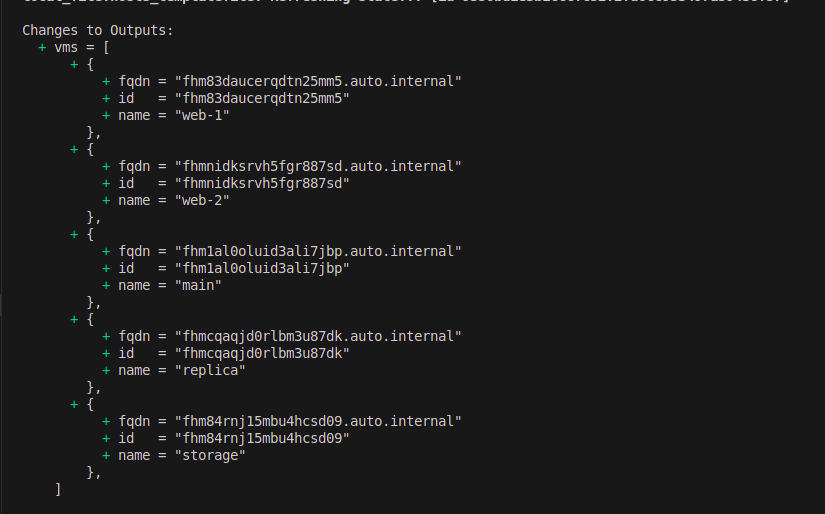 Changes to Outputs:
+ vms = [
+ {
+ fqdn = "fhm83daucerqdtn25mm5.auto.internal"
+ id = "fhm83daucerqdtn25mm5"
+ name = "web-1"
},
+ {
+ fqdn = "fhmnidksrvh5fgr887sd.auto.internal"
+ id = "fhmnidksrvh5fgr887sd"
+ name = "web-2"
},
+ {
+ fqdn = "fhm1al0oluid3ali7jbp.auto.internal"
+ id = "fhm1al0oluid3ali7jbp"
+ name = "main"
},
+ {
+ fqdn = "fhmcqaqjd0rlbm3u87dk.auto.internal"
+ id = "fhmcqaqjd0rlbm3u87dk"
+ name = "replica"
},
+ {
+ fqdn = "fhm84rnj15mbu4hcsd09.auto.internal"
+ id = "fhm84rnj15mbu4hcsd09"
+ name = "storage"
},
]